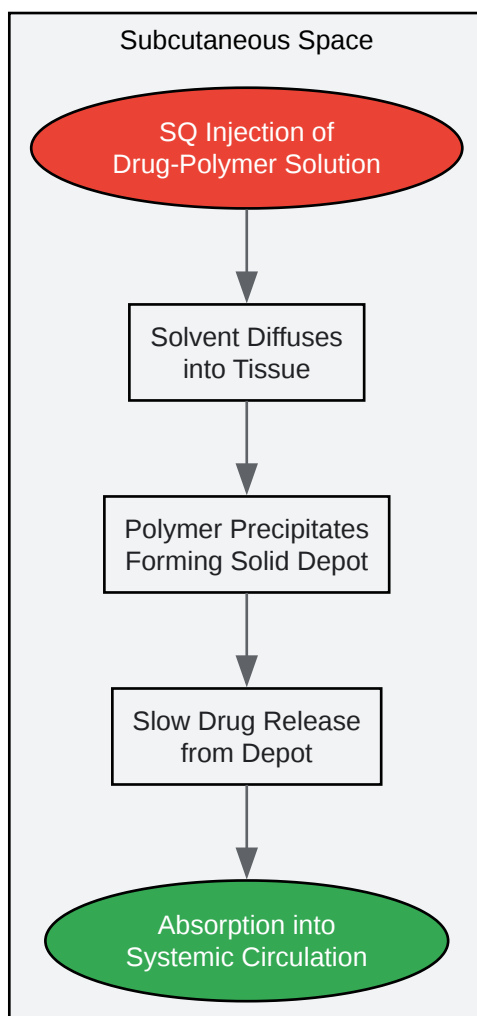 Subcutaneous Space
SQ Injection of
Drug-Polymer Solution
Solvent Diffuses
into Tissue
Polymer Precipitates
Forming Solid Depot
Slow Drug Release
from Depot
Absorption into
Systemic Circulation